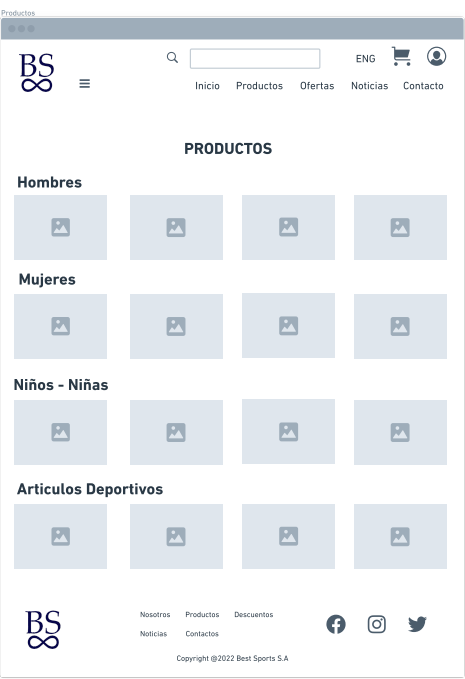 Productos
BS
ENG
Inicio Productos Ofertas Noticias Contacto
PRODUCTOS
Hombres
Mujeres
Niños - Niñas
Articulos Deportivos
BS
Nosotros Productos Descuentos
Noticias Contactos
Copyright @2022 Best Sports S.A